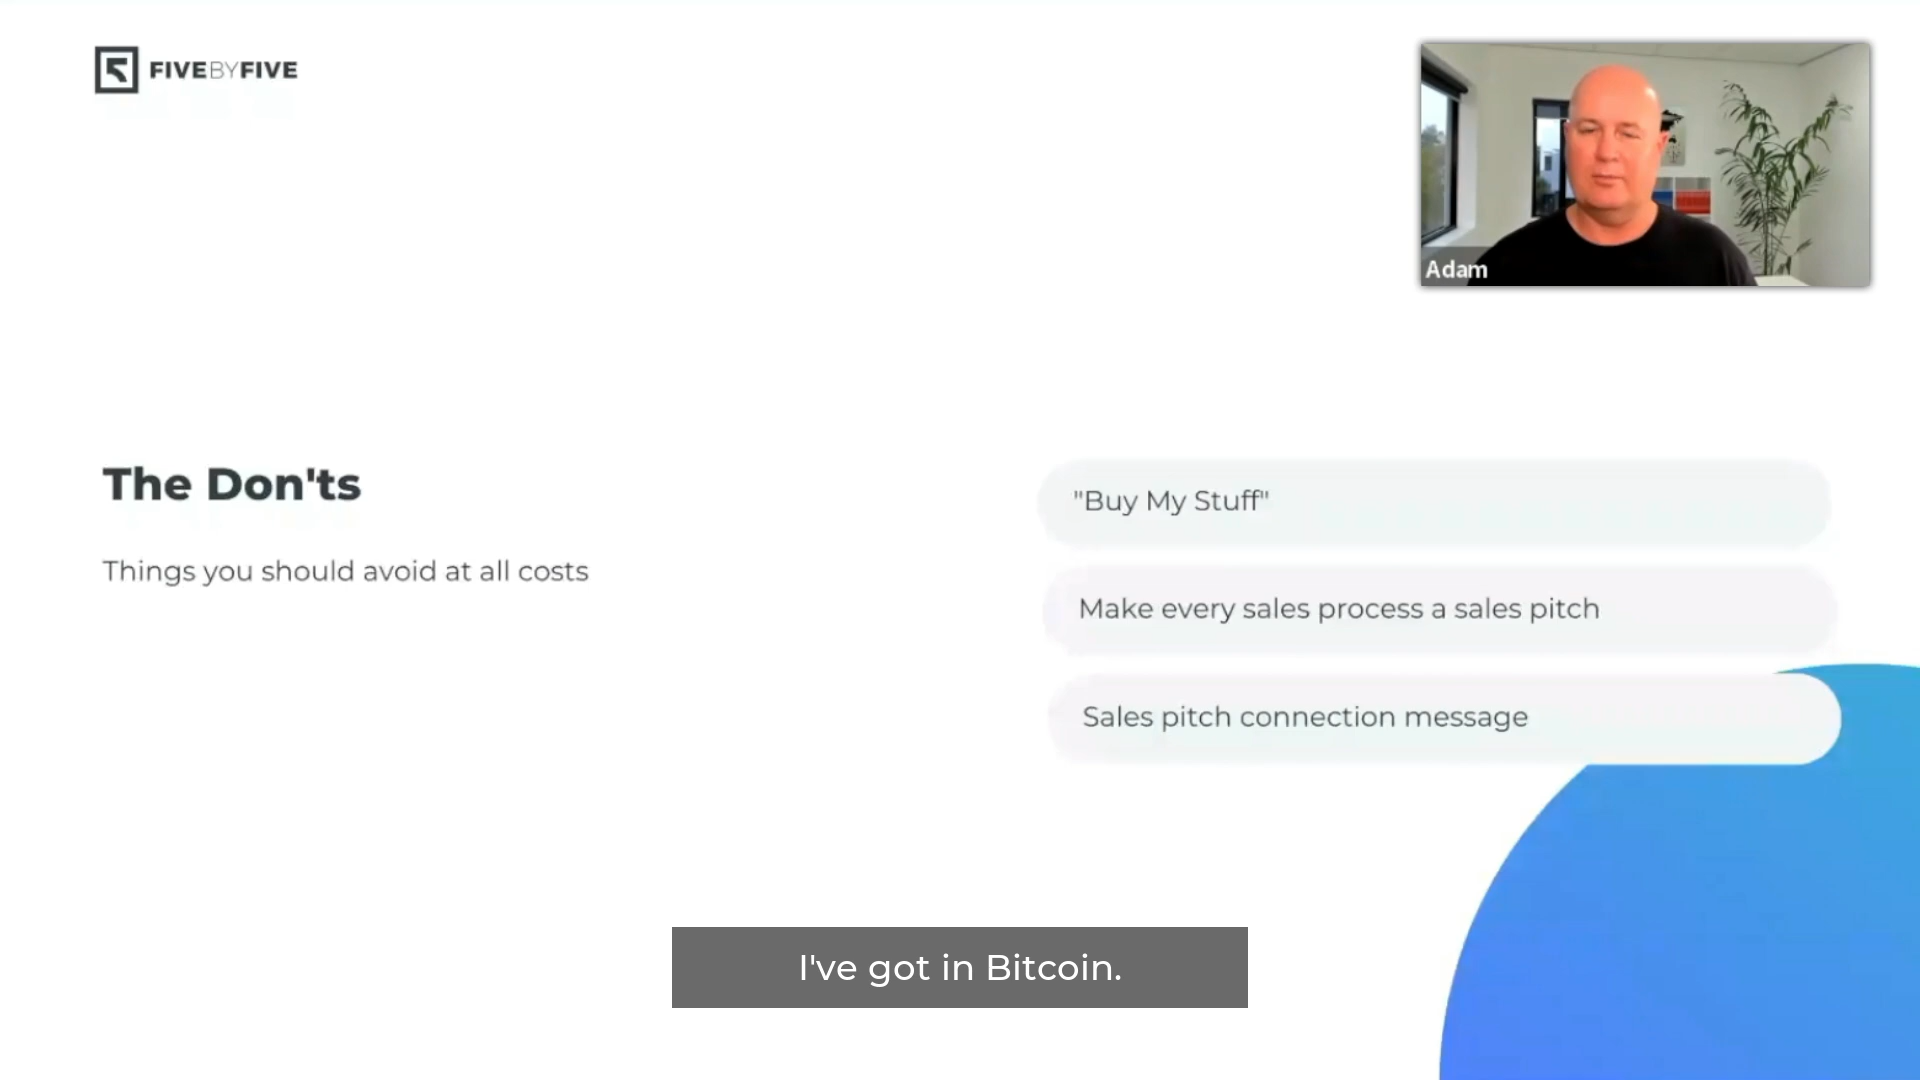 FIVEBYFIVE
Adam
The Don'ts
Things you should avoid at all costs
"Buy My Stuff"
Make every sales process a sales pitch
Sales pitch connection message
I've got in Bitcoin.